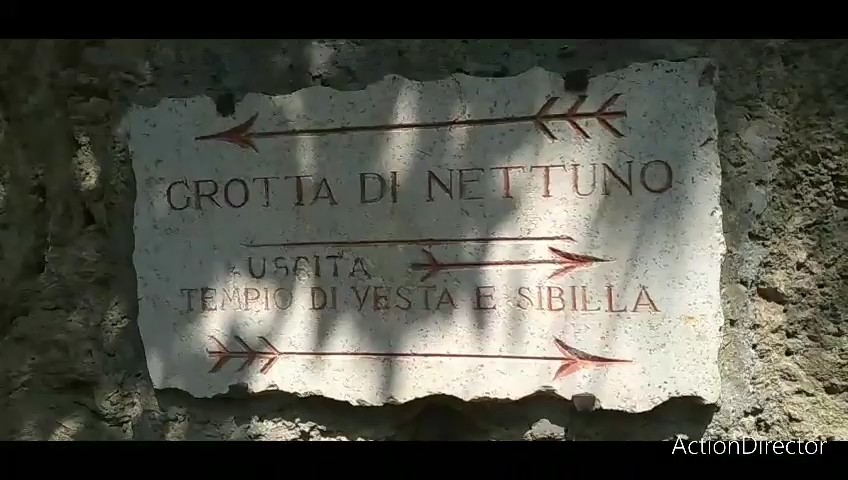 GROTTA DI NETTUNO
USCITA
TEMPIO DI VESTA E SIBILLA
ActionDirector